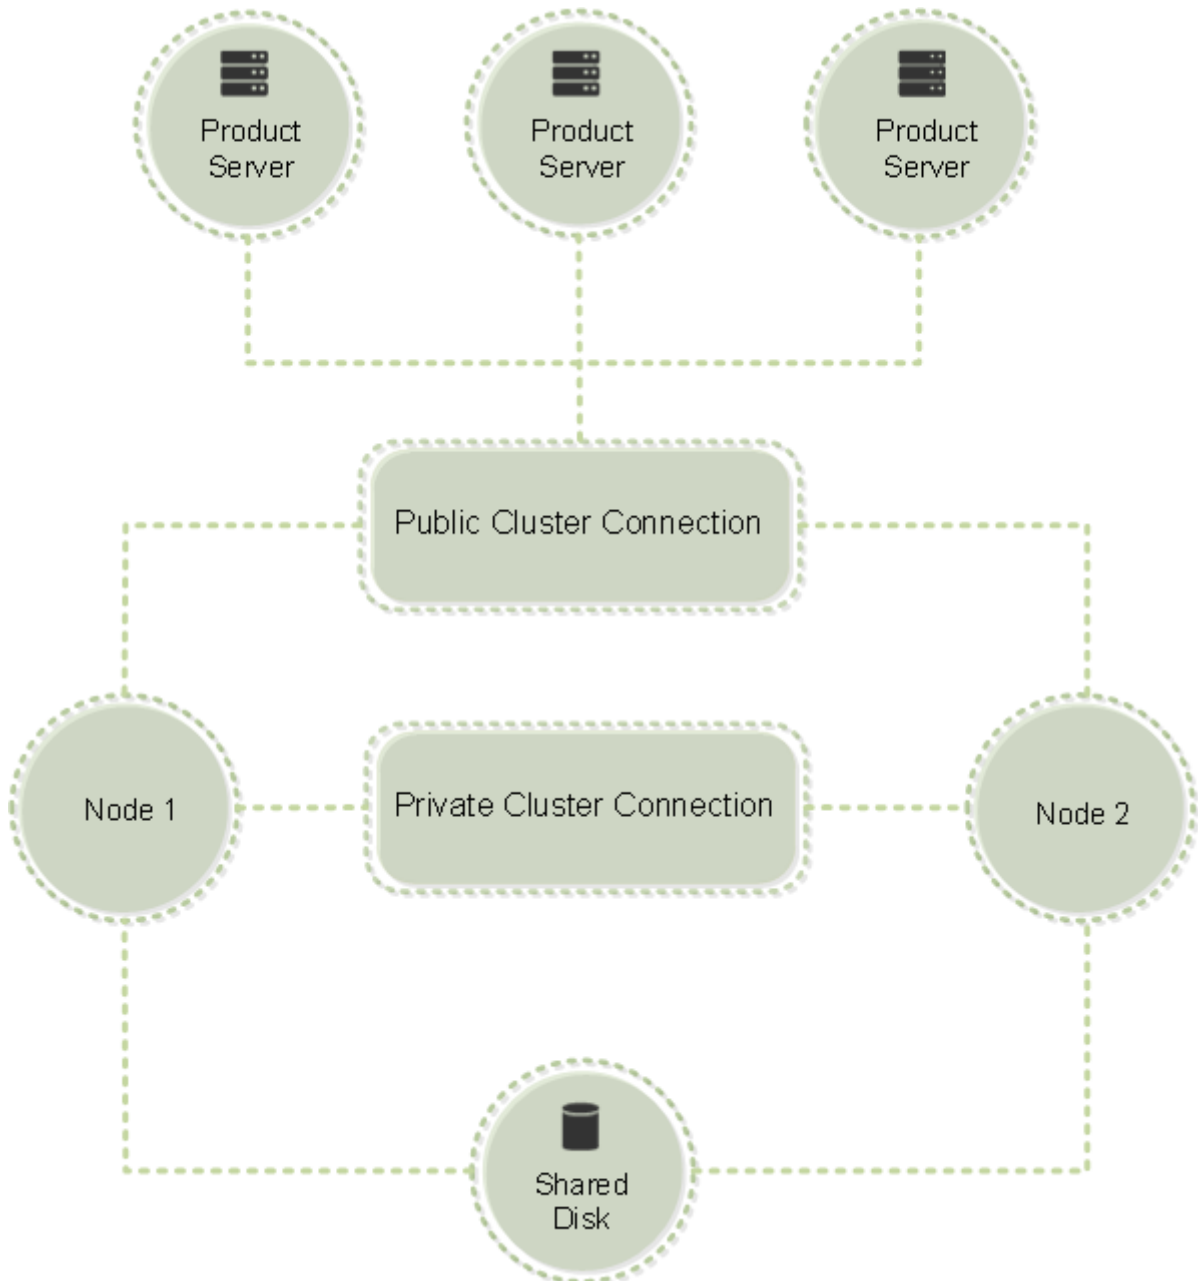 Product
Server
Product
Server
Product
Server
Public Cluster Connection
Node 1
Private Cluster Connection
Node 2
Shared
Disk